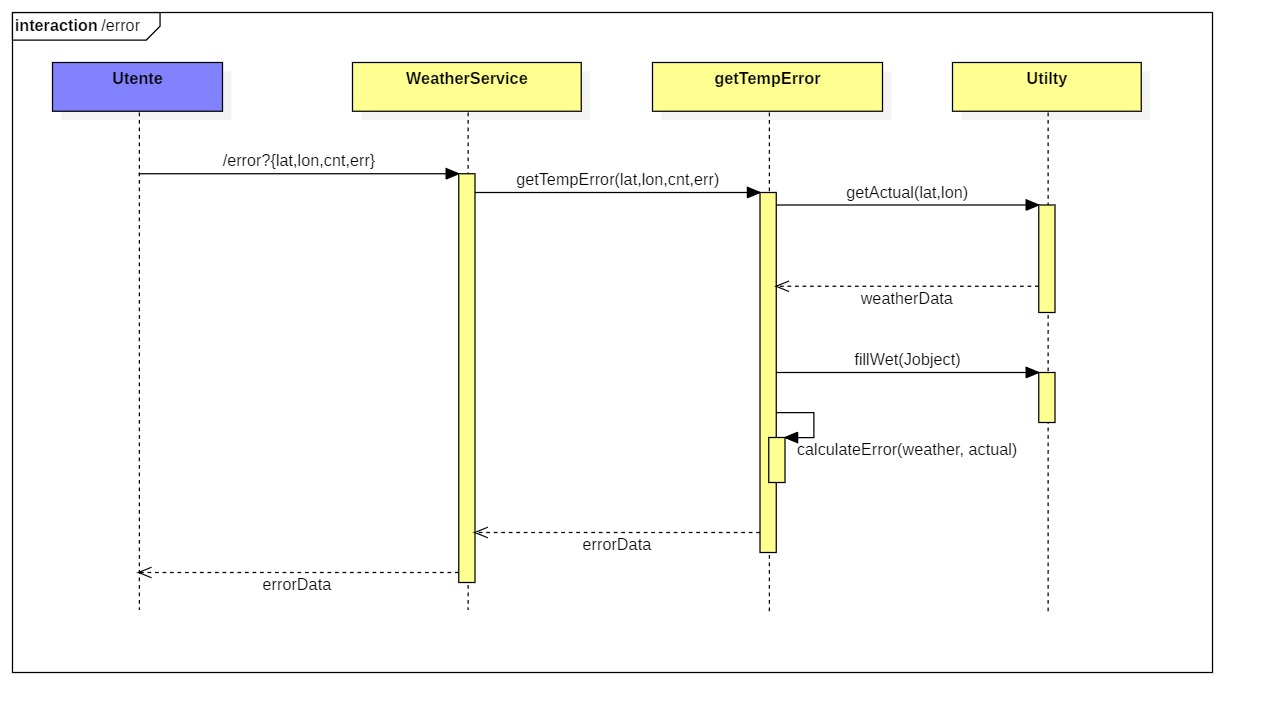 interaction /error
Utente
WeatherService
getTempError
Utilty
/error?{lat,lon,cnt,err}
getTempError(lat,lon,cnt,err)
getActual(lat,lon)
weatherData
fillWet(Jobject)
calculateError(weather, actual)
errorData
errorData